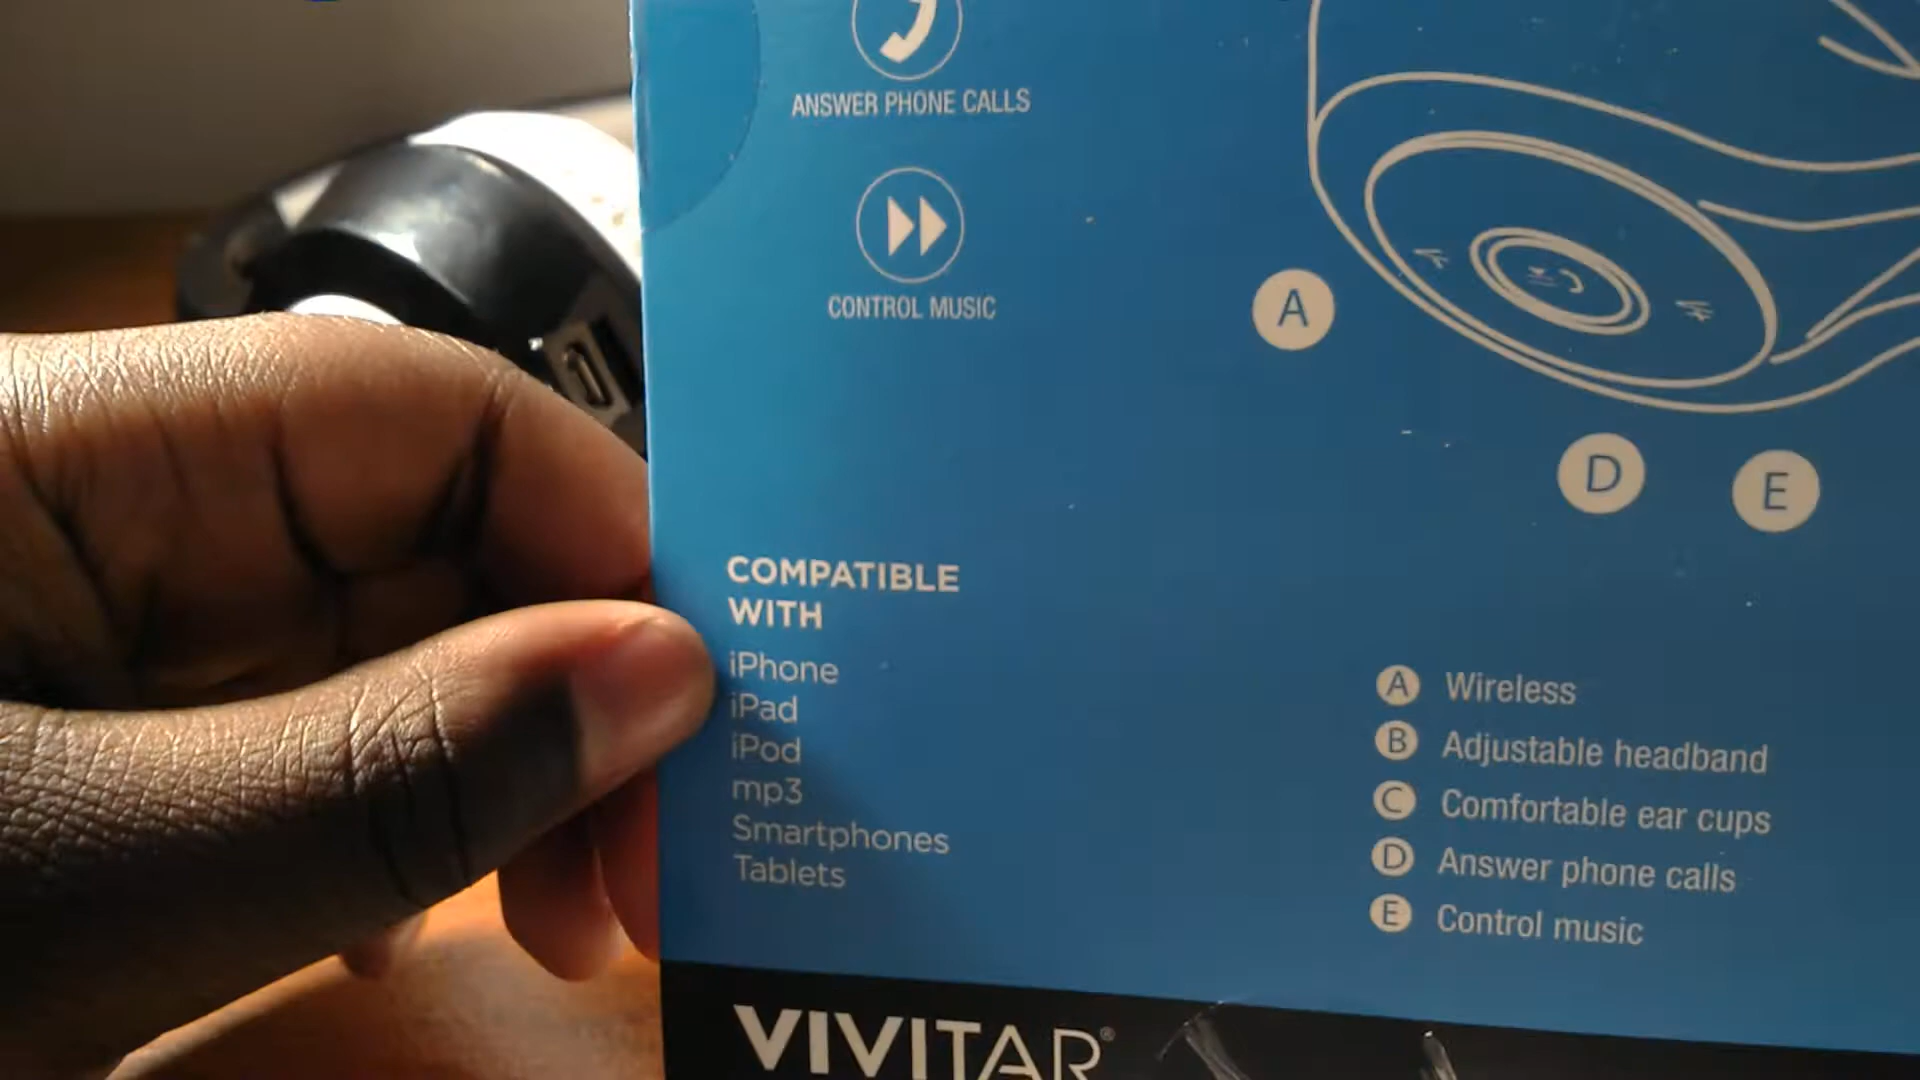 ANSWER PHONE CALLS
CONTROL MUSIC
A
D
E
COMPATIBLE
WITH
iPhone
iPad
iPod
mp3
Smartphones
Tablets
A Wireless
B Adjustable headband
C Comfortable ear cups
D Answer phone calls
E Control music
VIVITAR®